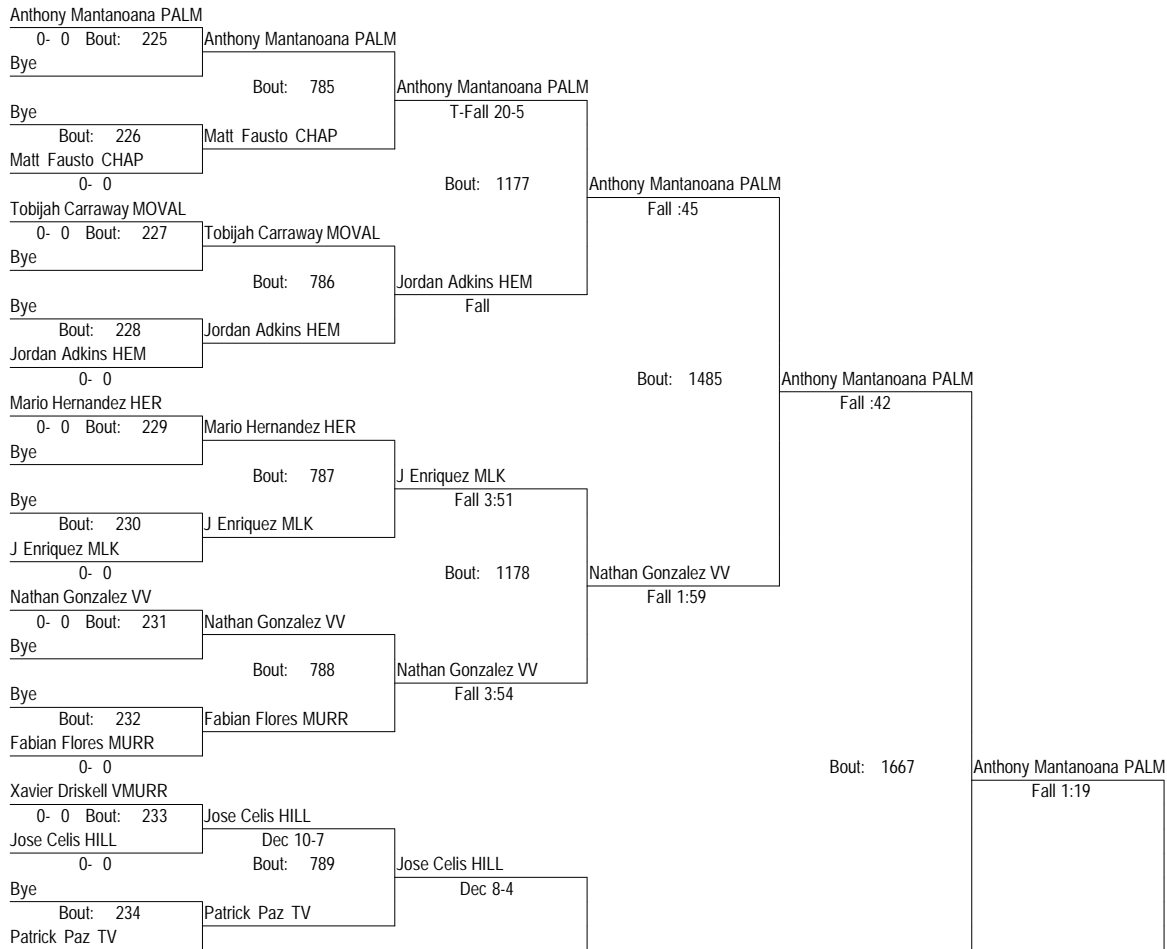 Anthony Mantanoana PALM
0- 0 Bout: 225 Anthony Mantanoana PALM
Bye
Bout: 785 Anthony Mantanoana PALM
Bye T-Fall 20-5
Bout: 226 Matt Fausto CHAP
Matt Fausto CHAP
0- 0 Bout: 1177 Anthony Mantanoana PALM
Tobijah Carraway MOVAL Fall :45
0- 0 Bout: 227 Tobijah Carraway MOVAL
Bye
Bout: 786 Jordan Adkins HEM
Bye Fall
Bout: 228 Jordan Adkins HEM
Jordan Adkins HEM
0- 0 Bout: 1485 Anthony Mantanoana PALM
Mario Hernandez HER Fall :42
0- 0 Bout: 229 Mario Hernandez HER
Bye
Bout: 787 J Enriquez MLK
Bye Fall 3:51
Bout: 230 J Enriquez MLK
J Enriquez MLK
0- 0 Bout: 1178 Nathan Gonzalez VV
Nathan Gonzalez VV Fall 1:59
0- 0 Bout: 231 Nathan Gonzalez VV
Bye
Bout: 788 Nathan Gonzalez VV
Bye Fall 3:54
Bout: 232 Fabian Flores MURR
Fabian Flores MURR
0- 0 Bout: 1667 Anthony Mantanoana PALM
Xavier Driskell VMURR Fall 1:19
0- 0 Bout: 233 Jose Celis HILL
Jose Celis HILL Dec 10-7
0- 0 Bout: 789 Jose Celis HILL
Bye Dec 8-4
Bout: 234 Patrick Paz TV
Patrick Paz TV